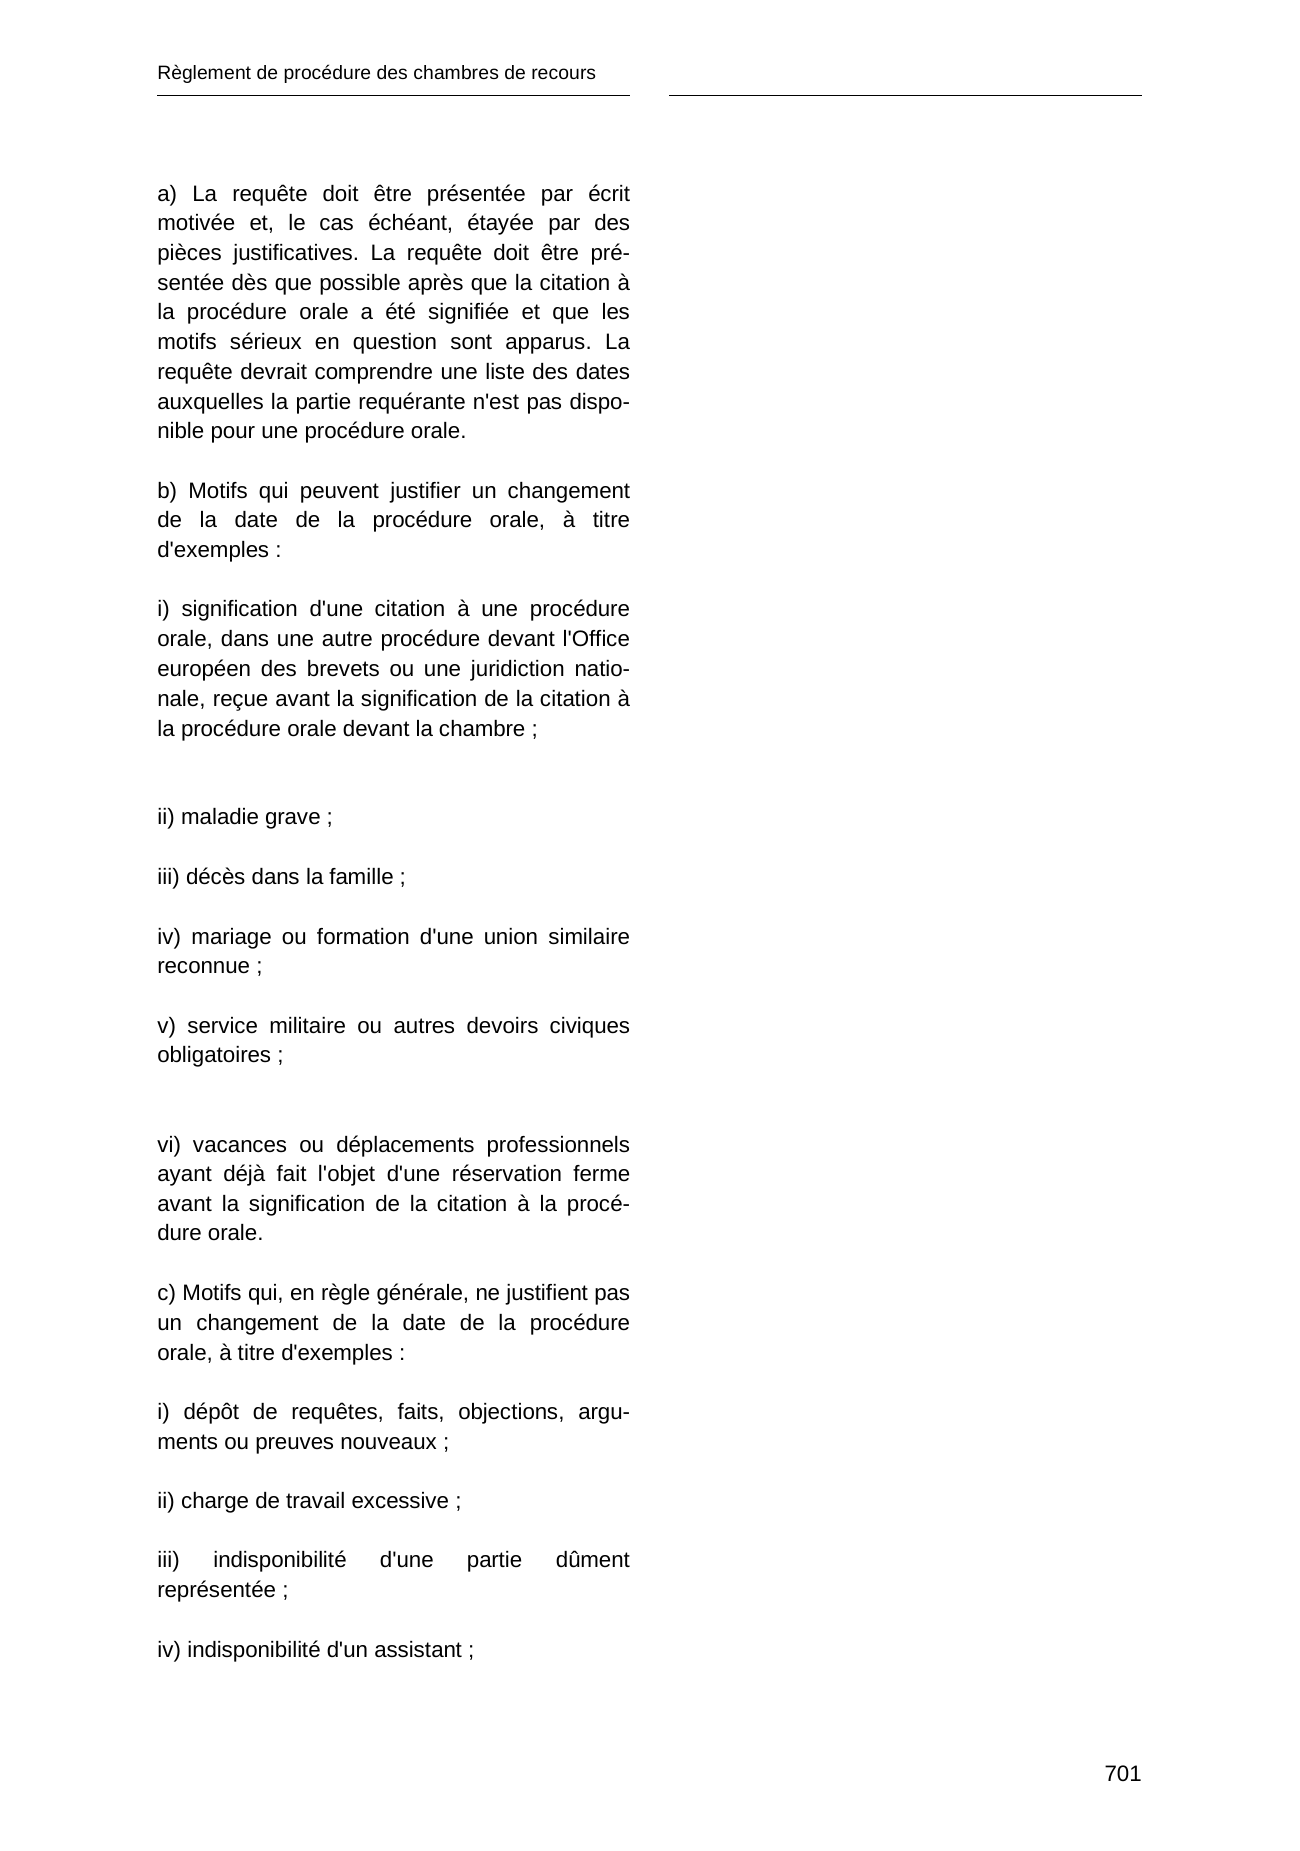 Règlement de procédure des chambres de recours
a) La requête doit être présentée par écrit
motivée et, le cas échéant, étayée par des
pièces justificatives. La requête doit être pré-
sentée dès que possible après que la citation à
la procédure orale a été signifiée et que les
motifs sérieux en question sont apparus. La
requête devrait comprendre une liste des dates
auxquelles la partie requérante n'est pas dispo-
nible pour une procédure orale.
b) Motifs qui peuvent justifier un changement
de la date de la procédure orale, à titre
d'exemples :
i) signification d'une citation à une procédure
orale, dans une autre procédure devant l'Office
européen des brevets ou une juridiction natio-
nale, reçue avant la signification de la citation à
la procédure orale devant la chambre ;
ii) maladie grave ;
iii) décès dans la famille ;
iv) mariage ou formation d'une union similaire
reconnue ;
v) service militaire ou autres devoirs civiques
obligatoires ;
vi) vacances ou déplacements professionnels
ayant déjà fait l'objet d'une réservation ferme
avant la signification de la citation à la procé-
dure orale.
c) Motifs qui, en règle générale, ne justifient pas
un changement de la date de la procédure
orale, à titre d'exemples :
i) dépôt de requêtes, faits, objections, argu-
ments ou preuves nouveaux ;
ii) charge de travail excessive ;
iii) indisponibilité d'une partie dûment
représentée ;
iv) indisponibilité d'un assistant ;
701